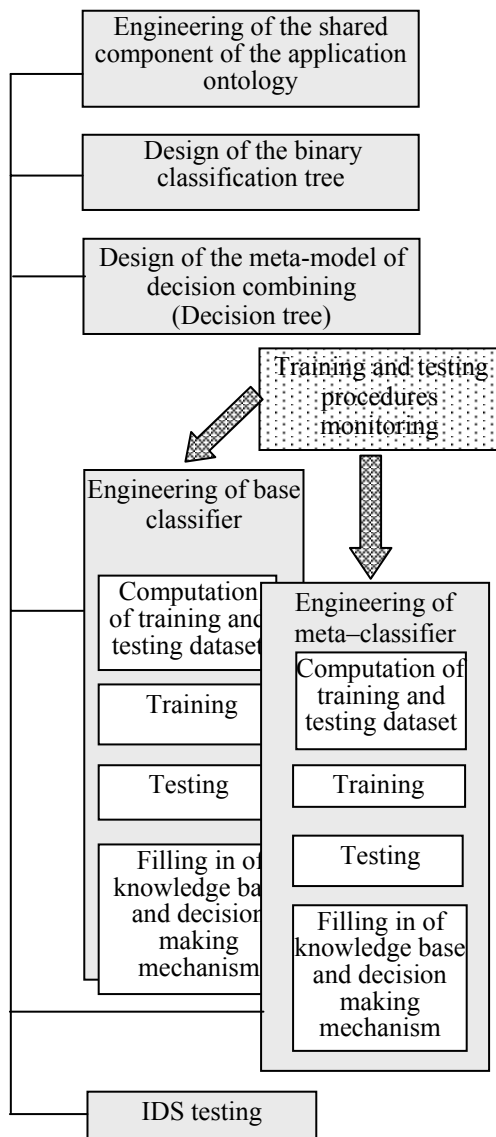 Engineering of the shared
component of the application
ontology
Design of the binary
classification tree
Design of the meta-model of
decision combining
(Decision tree)
Training and testing
procedures
monitoring
Engineering of base
classifier
Computation
of training and
testing dataset
Training
Testing
Filling in of
knowledge bas
and decision
making
mechanism
Engineering of
meta–classifier
Computation of
training and
testing dataset
Training
Testing
Filling in of
knowledge base
and decision
making
mechanism
IDS testing